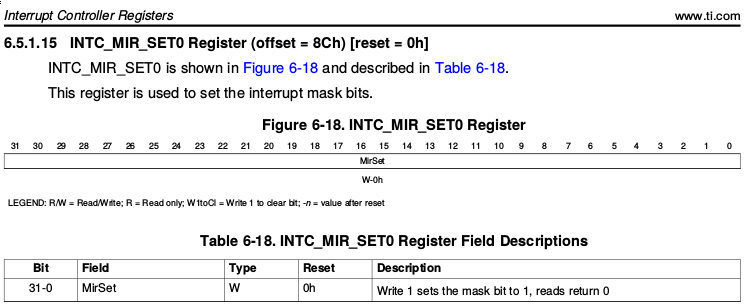 Interrupt Controller Registers www.ti.com
6.5.1.15 INTC_MIR_SET0 Register (offset = 8Ch) [reset = 0h]
INTC_MIR_SET0 is shown in Figure 6-18 and described in Table 6-18.
This register is used to set the interrupt mask bits.
Figure 6-18. INTC_MIR_SET0 Register
31 30 29 28 27 26 25 24 23 22 21 20 19 18 17 16 15 14 13 12 11 10 9 8 7 6 5 4 3 2 1 0
MirSet
W-0h
LEGEND: R/W = Read/Write; R = Read only; W1toCl = Write 1 to clear bit; -n = value after reset
Table 6-18. INTC_MIR_SET0 Register Field Descriptions
Bit Field Type Reset Description
31-0 MirSet W 0h Write 1 sets the mask bit to 1, reads return 0